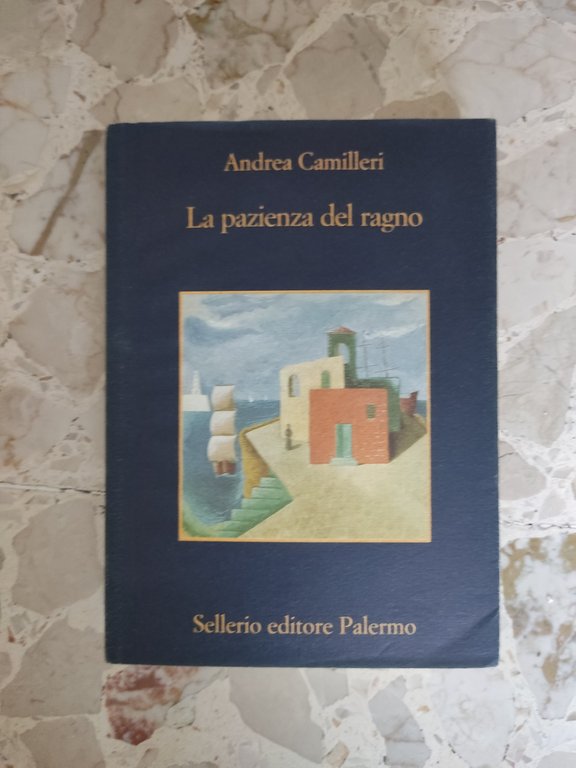 Andrea Camilleri
La pazienza del ragno
Sellerio editore Palermo